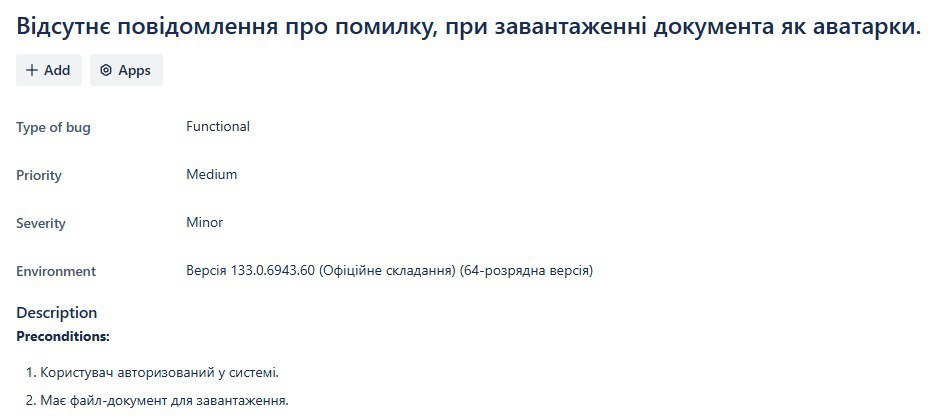 Відсутнє повідомлення про помилку, при завантаженні документа як аватарки.
+ Add Apps
Type of bug Functional
Priority Medium
Severity Minor
Environment Версія 133.0.6943.60 (Офіційне складання) (64-розрядна версія)
Description
Preconditions:
1. Користувач авторизований у системі.
2. Має файл-документ для завантаження.